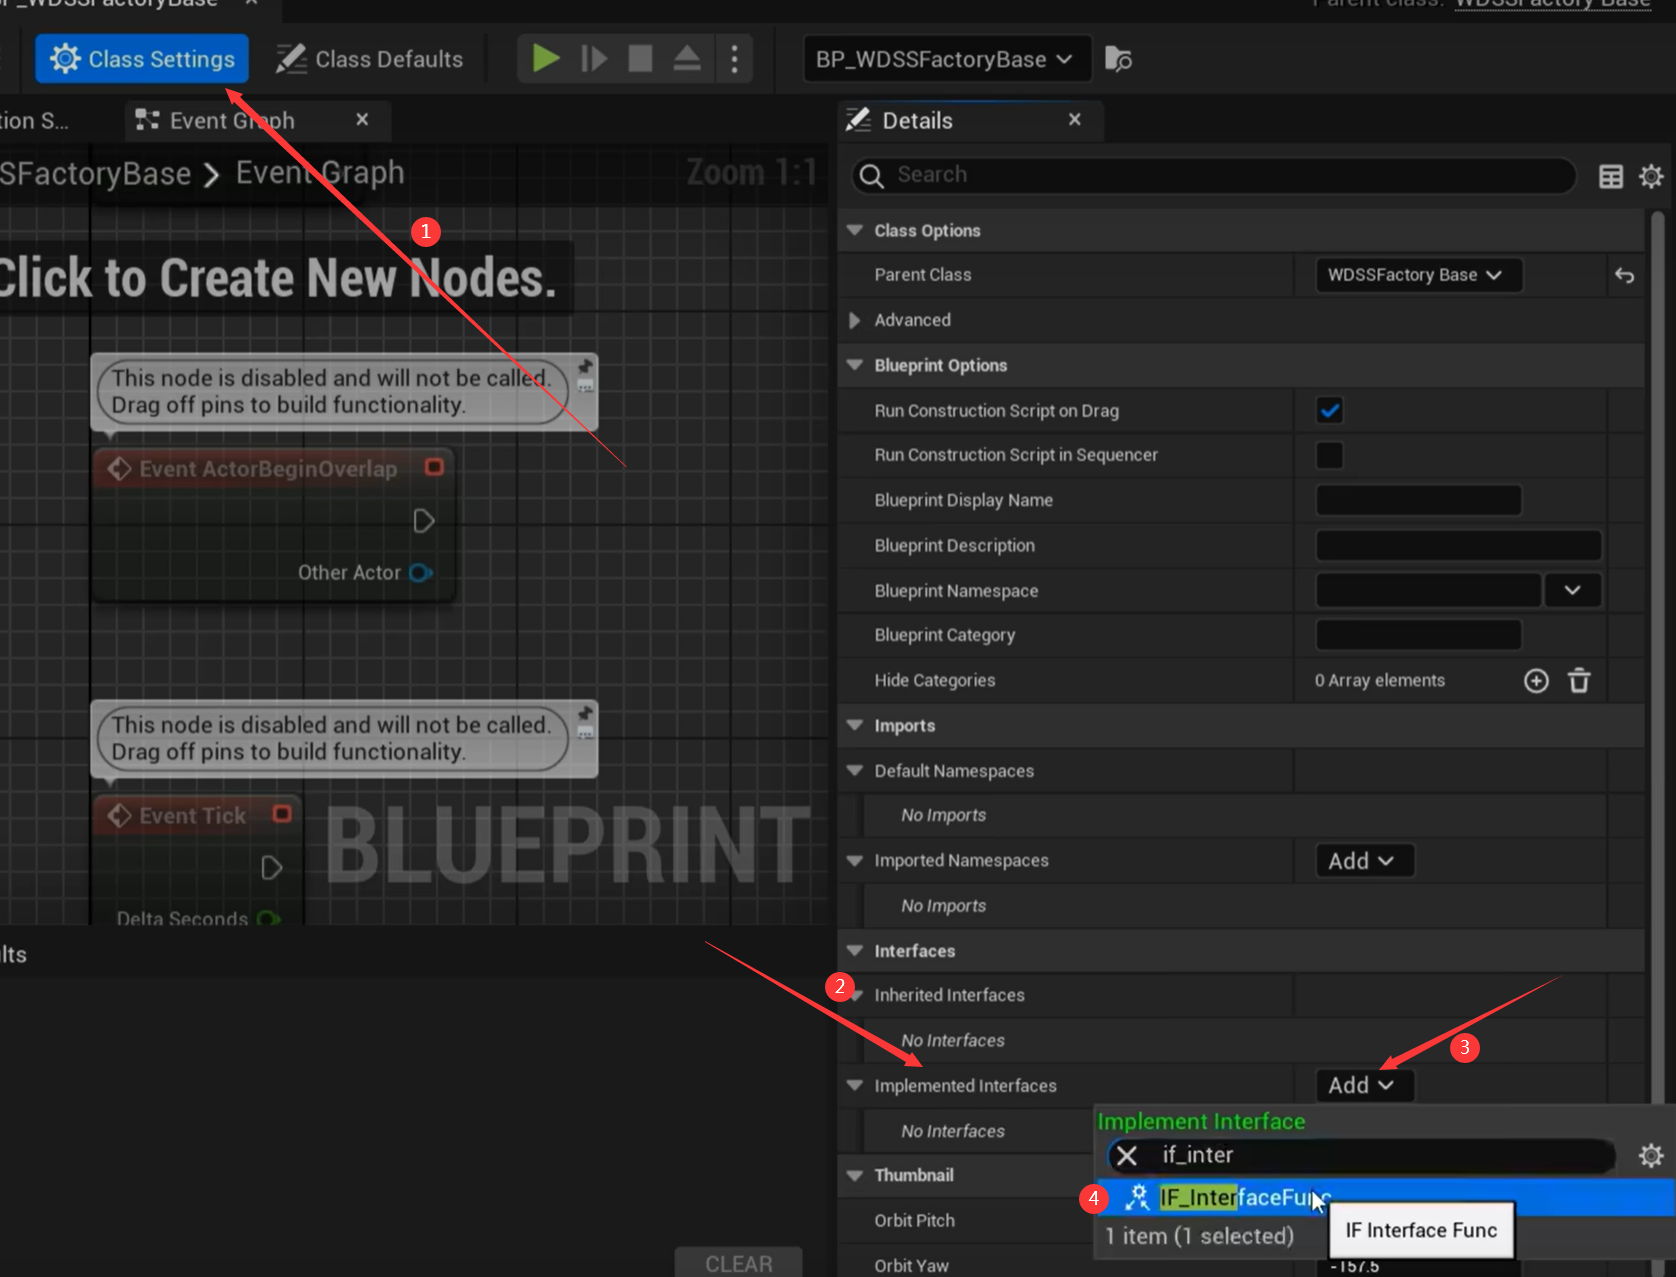 BP_WDSSFactoryBase
Parent class: WDSSFactory Base
Class Settings
Class Defaults
BP_WDSSFactoryBase
tion S...
Event Graph
Details
SFactoryBase > Event Graph
Zoom 1:1
Search
1
Click to Create New Nodes.
This node is disabled and will not be called.
Drag off pins to build functionality.
Event ActorBeginOverlap
Other Actor
This node is disabled and will not be called.
Drag off pins to build functionality.
Event Tick
Delta Seconds
BLUEPRINT
lts
CLEAR
Class Options
Parent Class
WDSSFactory Base
Advanced
Blueprint Options
Run Construction Script on Drag
Run Construction Script in Sequencer
Blueprint Display Name
Blueprint Description
Blueprint Namespace
Blueprint Category
Hide Categories
0 Array elements
Imports
Default Namespaces
No Imports
Imported Namespaces
Add
No Imports
Interfaces
2
Inherited Interfaces
No Interfaces
3
Implemented Interfaces
Add
No Interfaces
Implement Interface
if_inter
Thumbnail
4
IF_InterfaceFunc
1 item (1 selected)
IF Interface Func
Orbit Pitch
Orbit Yaw
-157.5